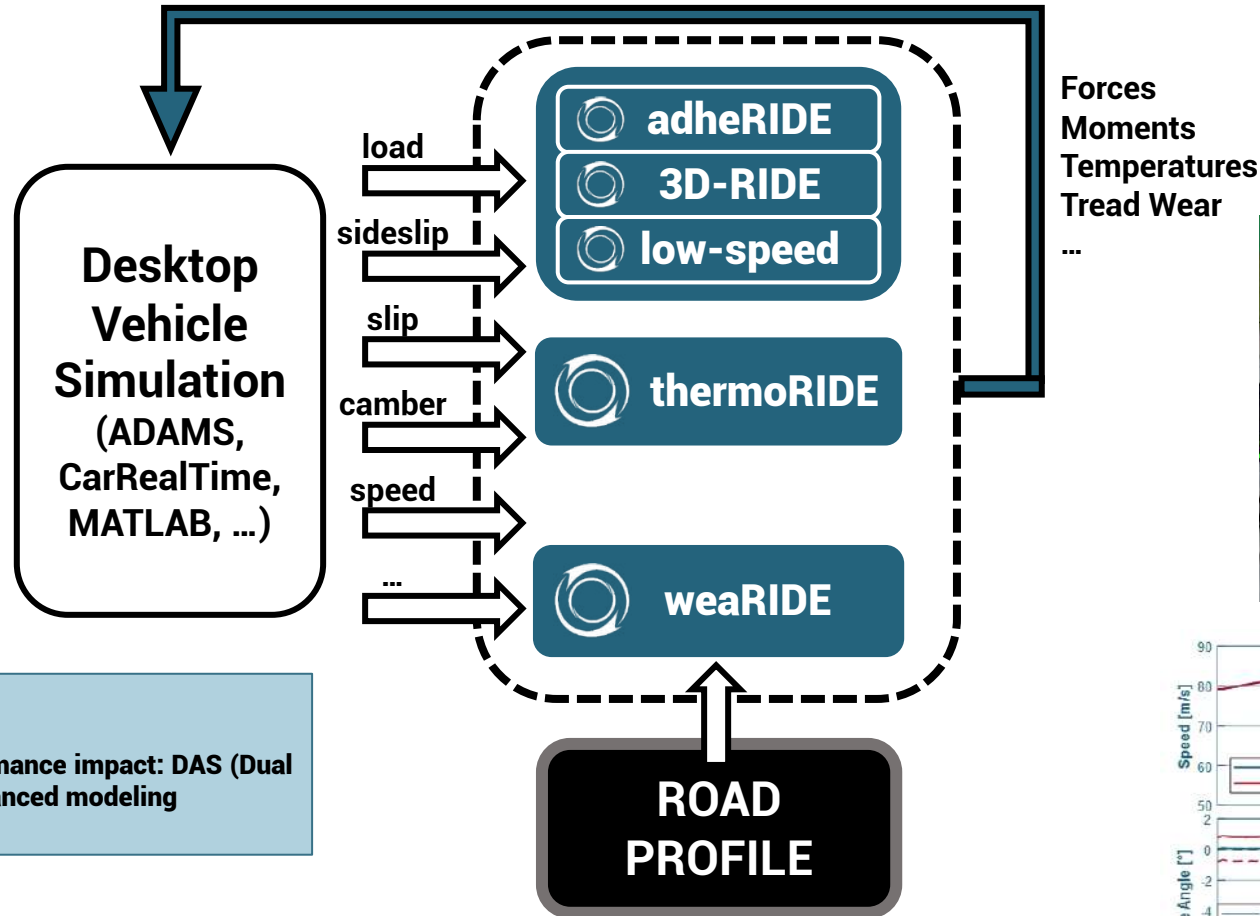 Forces
Moments
Temperatures
Tread Wear
...
adheRIDE
3D-RIDE
low-speed
thermoRIDE
weaRIDE
load
sideslip
slip
camber
speed
...
Desktop
Vehicle
Simulation
(ADAMS,
CarRealTime,
MATLAB, ...)
ROAD
PROFILE
mance impact: DAS (Dual
anced modeling
90
80
70
60
50
Speed [m/s]
2
0
-2
-4
Angle [°]